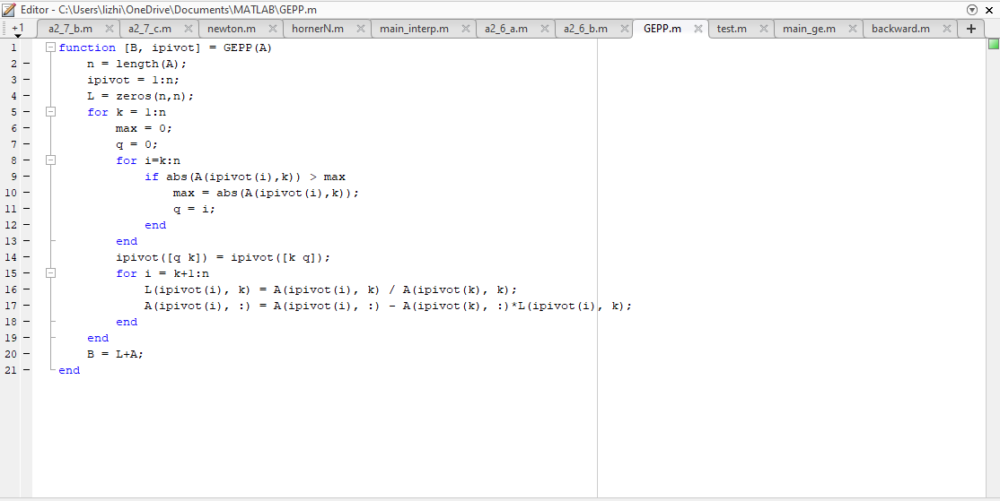 Editor - C:\Users\lizhi\OneDrive\Documents\MATLAB\GEPP.m
+1 a2_7_b.m a2_7_c.m newton.m hornerN.m main_interp.m a2_6_a.m a2_6_b.m GEPP.m test.m main_ge.m backward.m +
1 function [B, ipivot] = GEPP(A)
2 – n = length(A);
3 – ipivot = 1:n;
4 – L = zeros(n,n);
5 – for k = 1:n
6 – max = 0;
7 – q = 0;
8 – for i=k:n
9 – if abs(A(ipivot(i),k)) > max
10 – max = abs(A(ipivot(i),k));
11 – q = i;
12 – end
13 – end
14 – ipivot([q k]) = ipivot([k q]);
15 – for i = k+1:n
16 – L(ipivot(i), k) = A(ipivot(i), k) / A(ipivot(k), k);
17 – A(ipivot(i), :) = A(ipivot(i), :) - A(ipivot(k), :)*L(ipivot(i), k);
18 – end
19 – end
20 – B = L+A;
21 – end